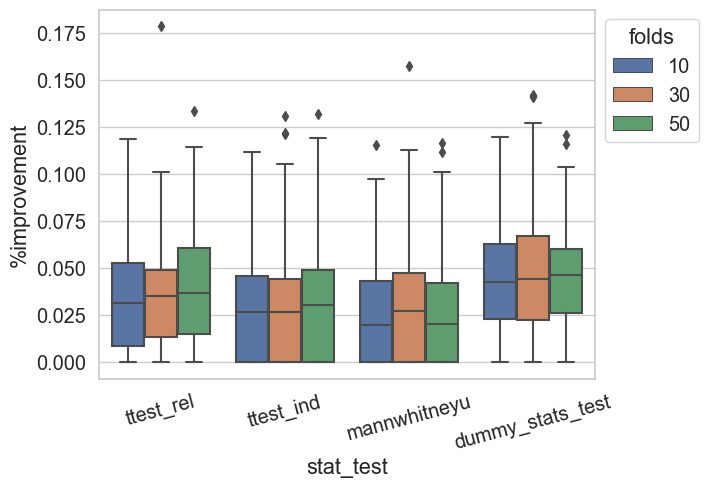 %improvement
0.175
0.150
0.125
0.100
0.075
0.050
0.025
0.000
ttest_rel
ttest_ind
mannwhitneyu
dummy_stats_test
stat_test
folds
10
30
50